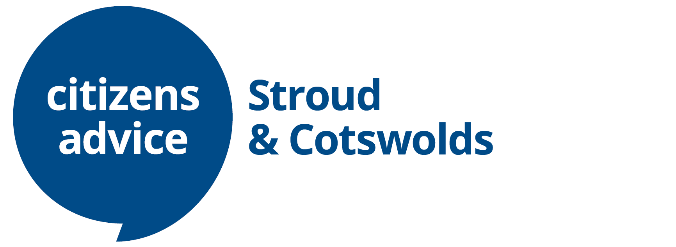 citizens
advice
Stroud
& Cotswolds